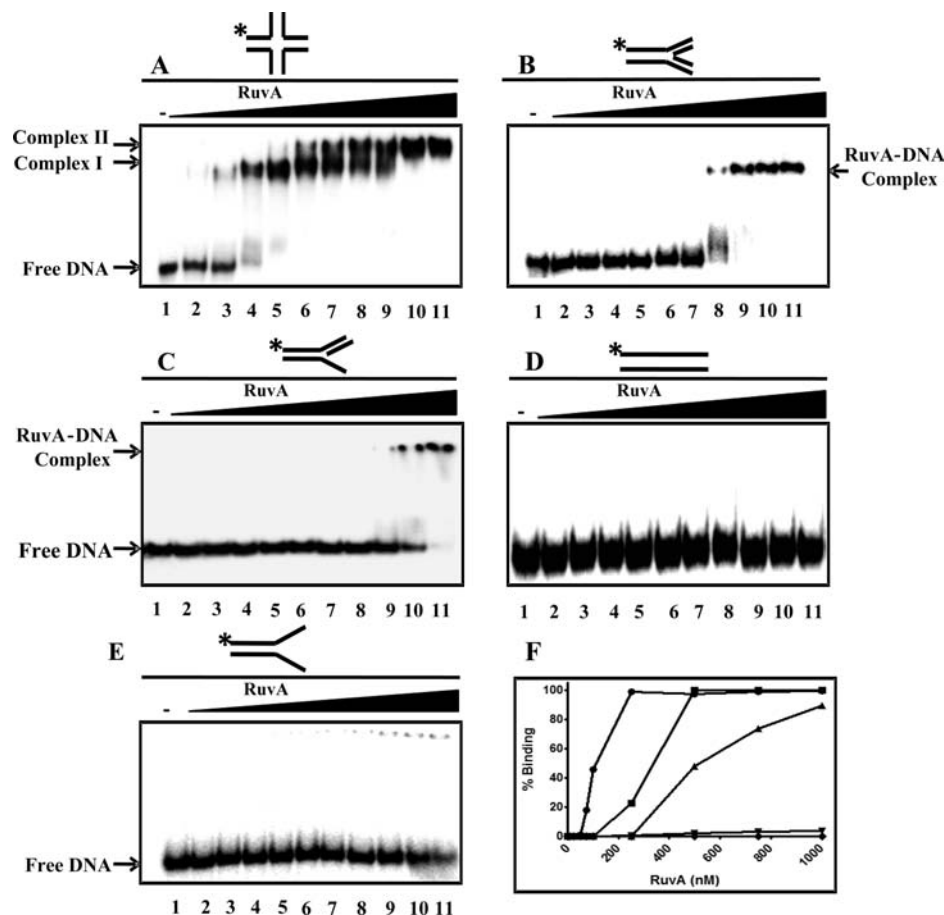 *
A
RuvA
-
Complex II
Complex I
Free DNA
1 2 3 4 5 6 7 8 9 10 11
*
B
RuvA
-
RuvA-DNA
Complex
1 2 3 4 5 6 7 8 9 10 11
*
C
RuvA
-
RuvA-DNA
Complex
Free DNA
1 2 3 4 5 6 7 8 9 10 11
*
D
RuvA
-
1 2 3 4 5 6 7 8 9 10 11
*
E
RuvA
-
Free DNA
1 2 3 4 5 6 7 8 9 10 11
F
% Binding
100
80
60
40
20
0
0 200 400 600 800 1000
RuvA (nM)